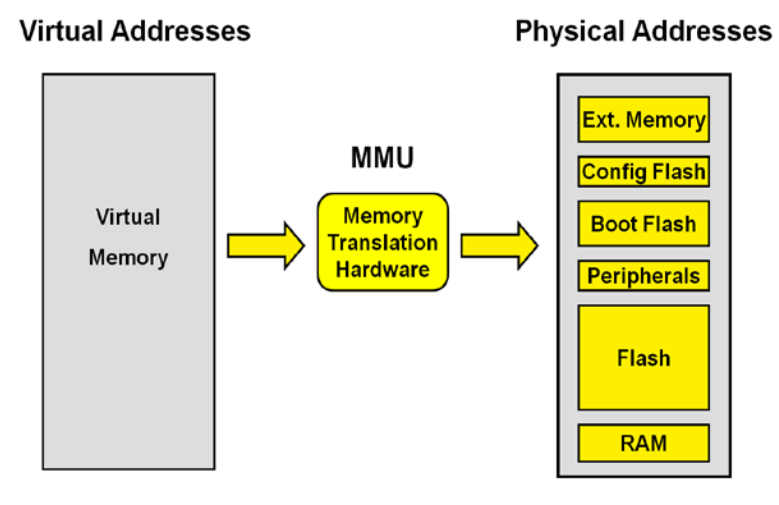 Virtual Addresses
Physical Addresses
Virtual
Memory
MMU
Memory
Translation
Hardware
Ext. Memory
Config Flash
Boot Flash
Peripherals
Flash
RAM